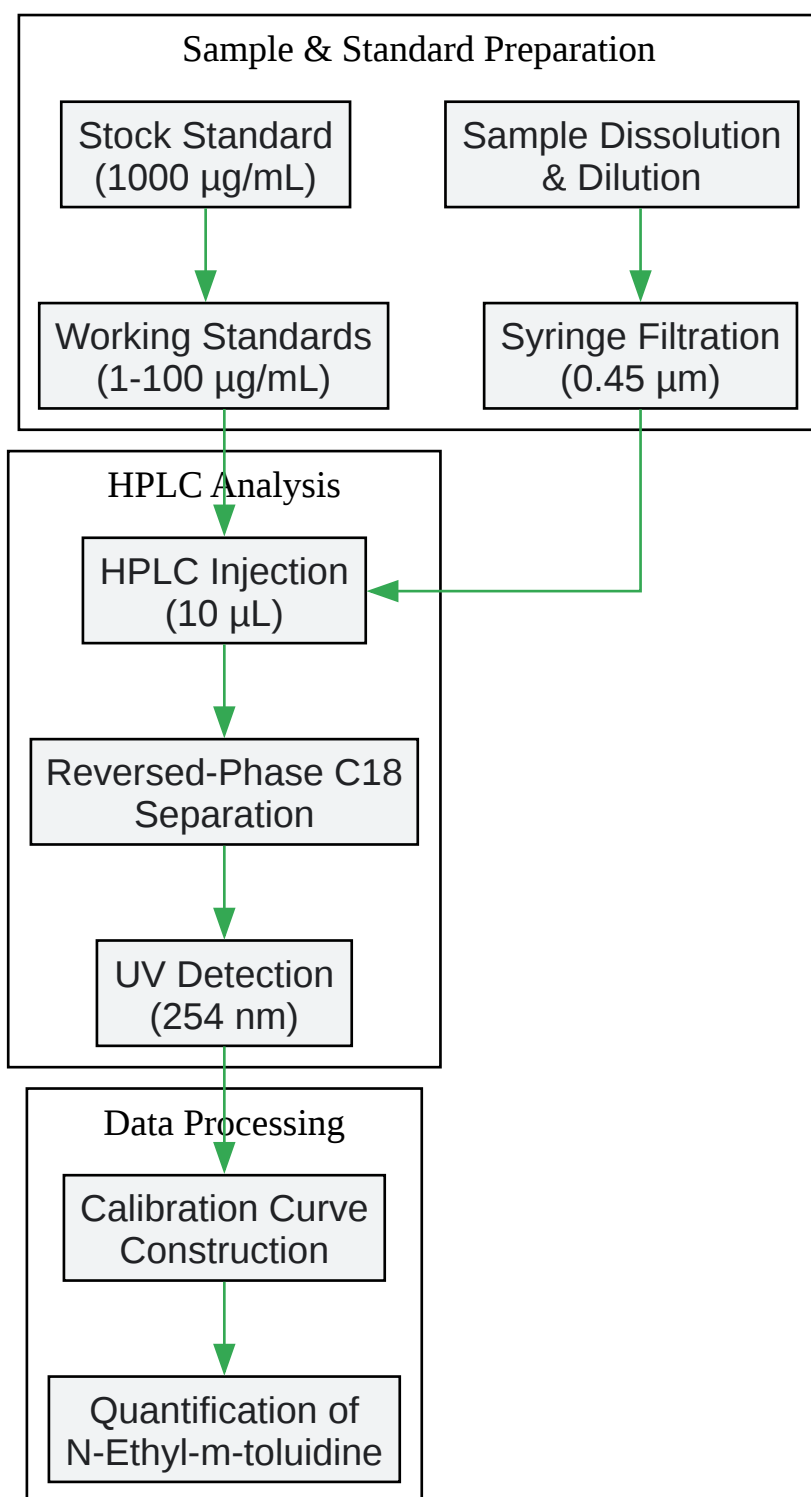 Sample & Standard Preparation
Stock Standard
(1000 µg/mL)
Sample Dissolution
& Dilution
Working Standards
(1-100 µg/mL)
Syringe Filtration
(0.45 µm)
HPLC Analysis
HPLC Injection
(10 µL)
Reversed-Phase C18
Separation
UV Detection
(254 nm)
Data Processing
Calibration Curve
Construction
Quantification of
N-Ethyl-m-toluidine